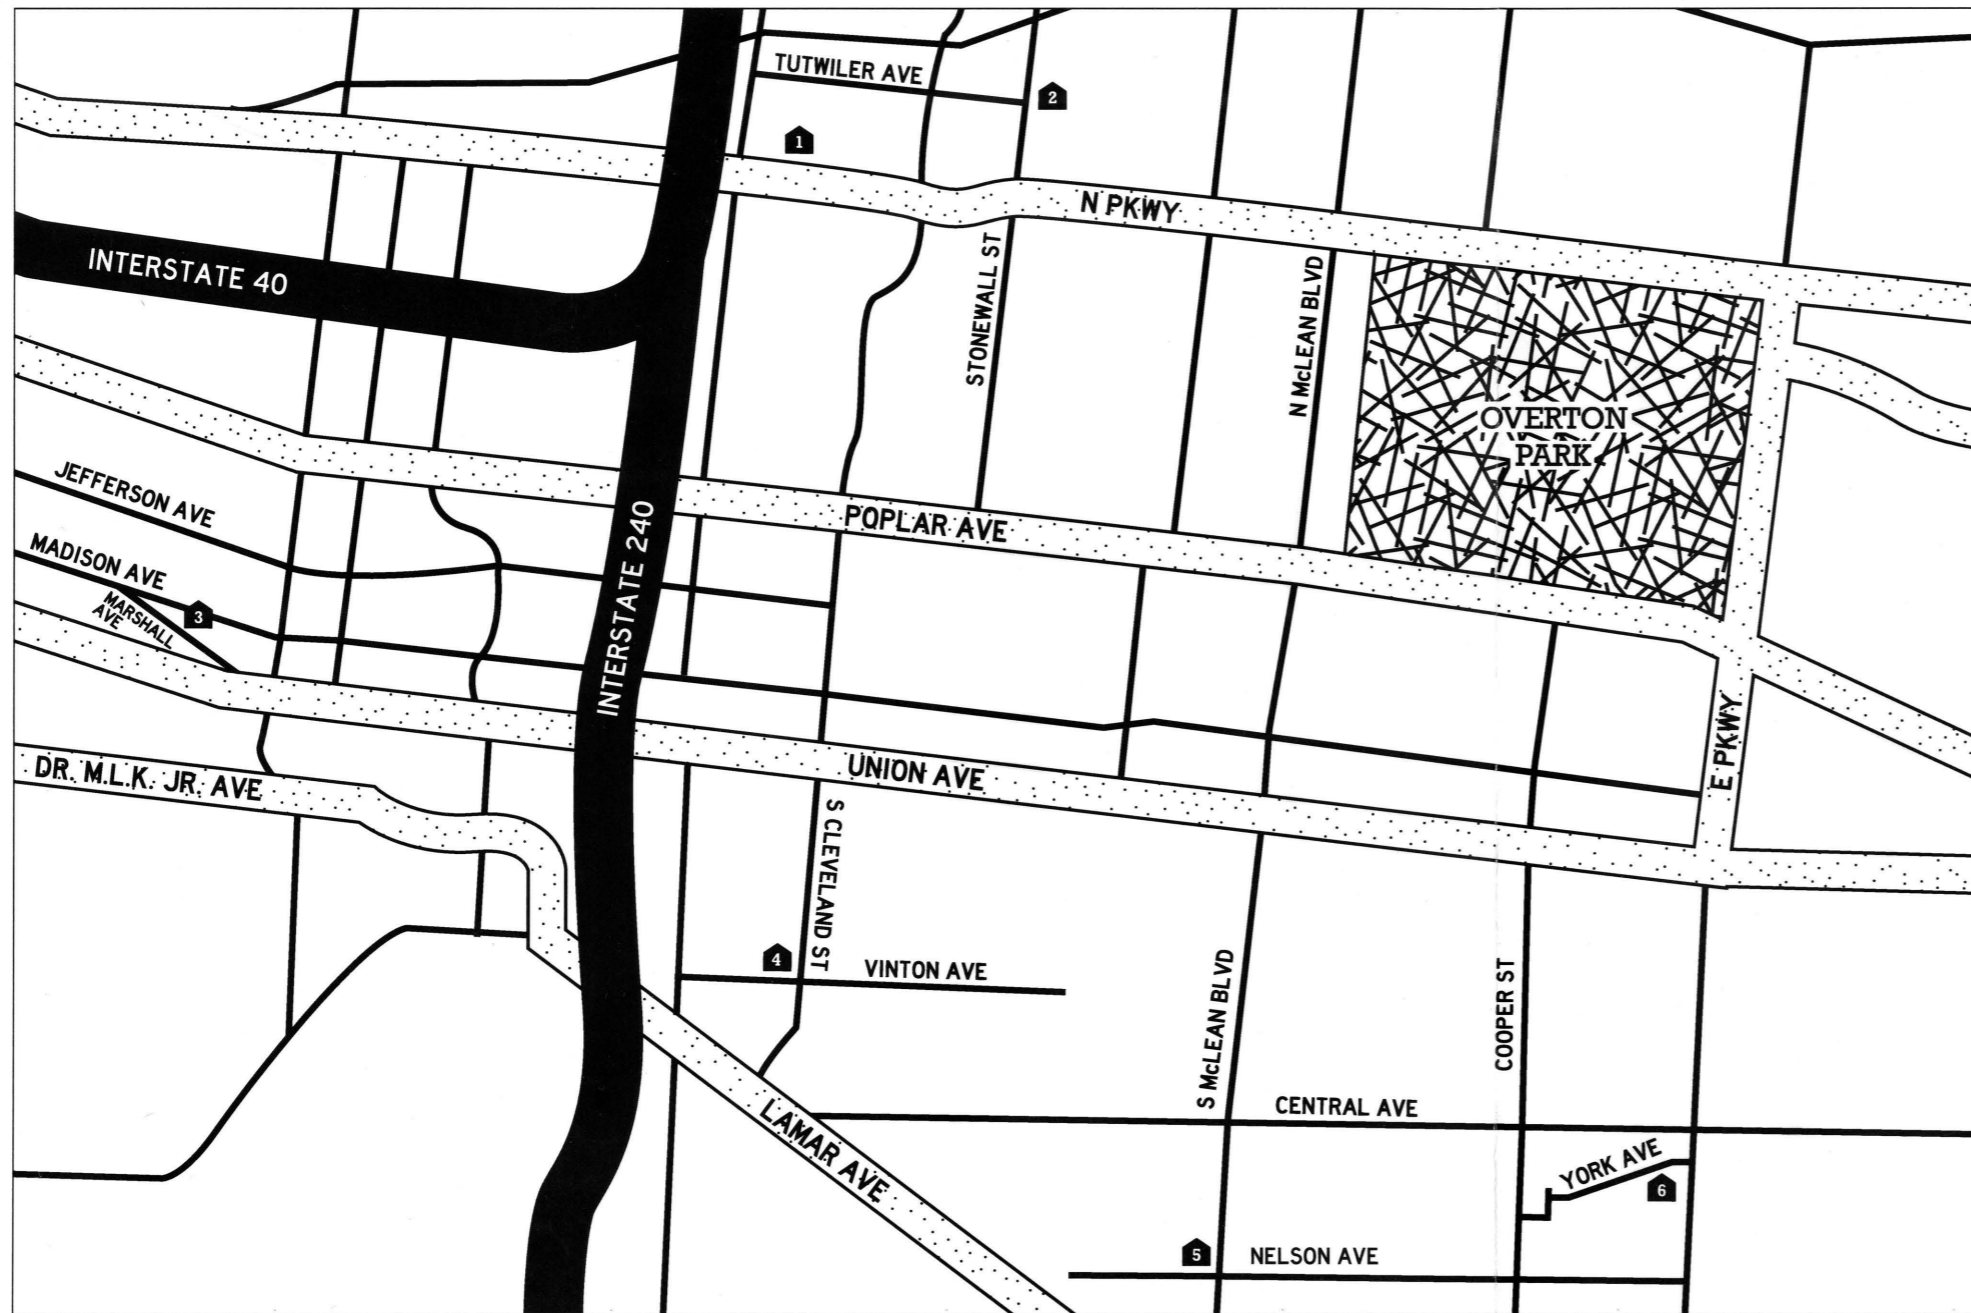 TUTWILER AVE
2
1
N PKWY
INTERSTATE 40
STONEWALL ST
N McLEAN BLVD
OVERTON
PARK
JEFFERSON AVE
POPLAR AVE
MADISON AVE
MARSHALL
AVE
3
INTERSTATE 240
E PKWY
DR. M.L.K. JR. AVE
UNION AVE
S CLEVELAND ST
4
VINTON AVE
S McLEAN BLVD
COOPER ST
LAMAR AVE
CENTRAL AVE
YORK AVE
6
5
NELSON AVE